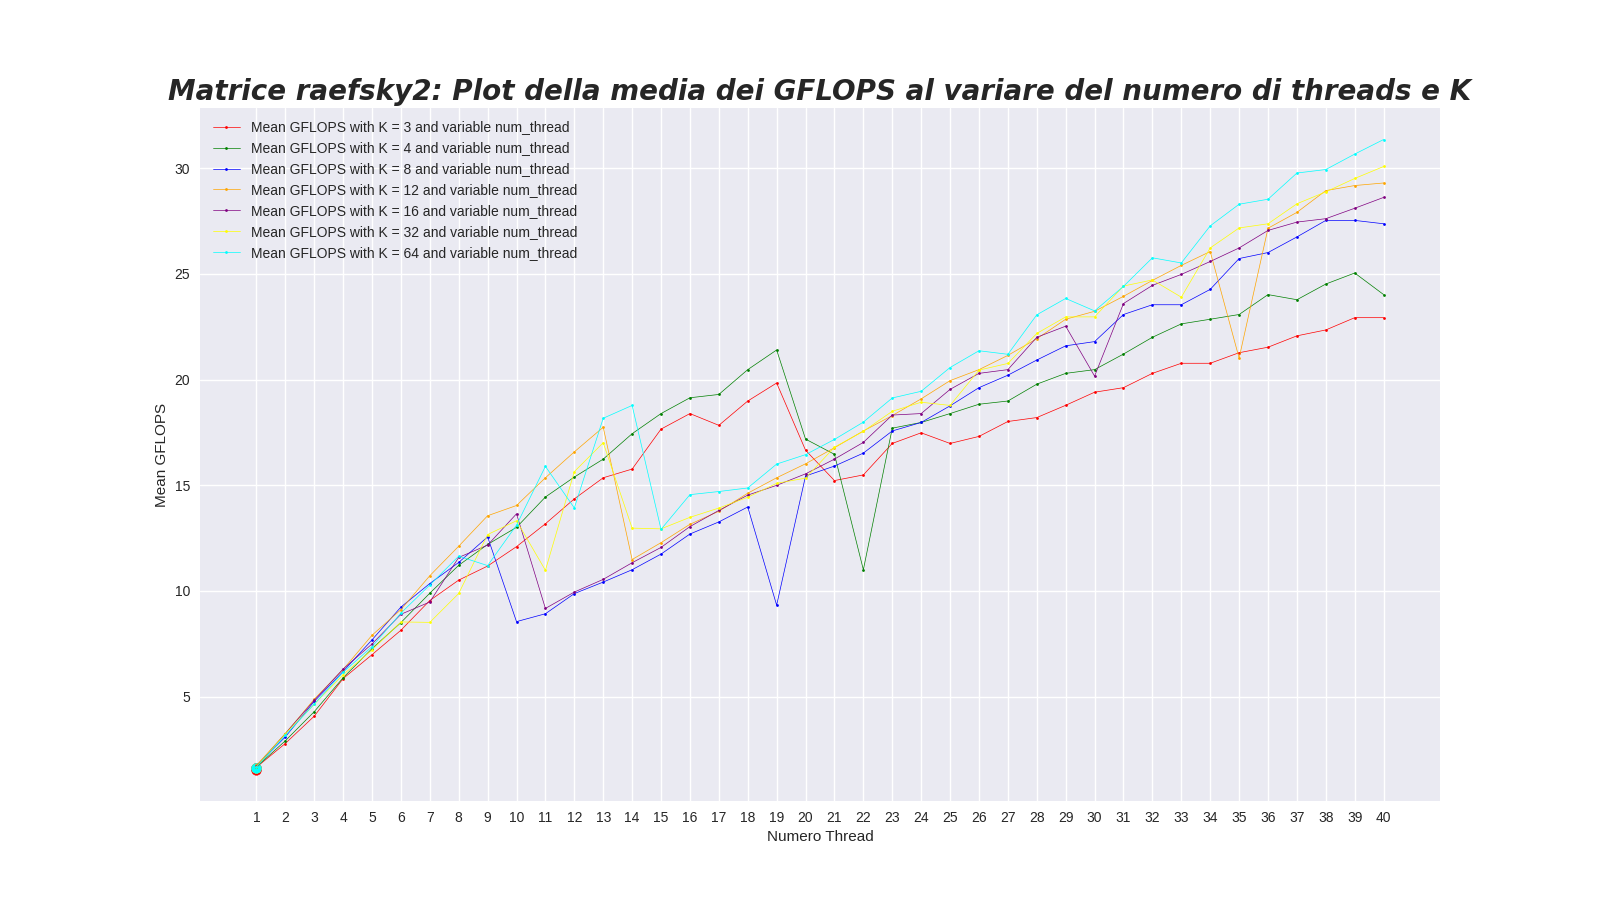 Matrice raefsky2: Plot della media dei GFLOPS al variare del numero di threads e K
Mean GFLOPS with K = 3 and variable num_thread
Mean GFLOPS with K = 4 and variable num_thread
Mean GFLOPS with K = 8 and variable num_thread
Mean GFLOPS with K = 12 and variable num_thread
Mean GFLOPS with K = 16 and variable num_thread
Mean GFLOPS with K = 32 and variable num_thread
Mean GFLOPS with K = 64 and variable num_thread
30
25
20
15
10
5
Mean GFLOPS
1 2 3 4 5 6 7 8 9 10 11 12 13 14 15 16 17 18 19 20 21 22 23 24 25 26 27 28 29 30 31 32 33 34 35 36 37 38 39 40
Numero Thread